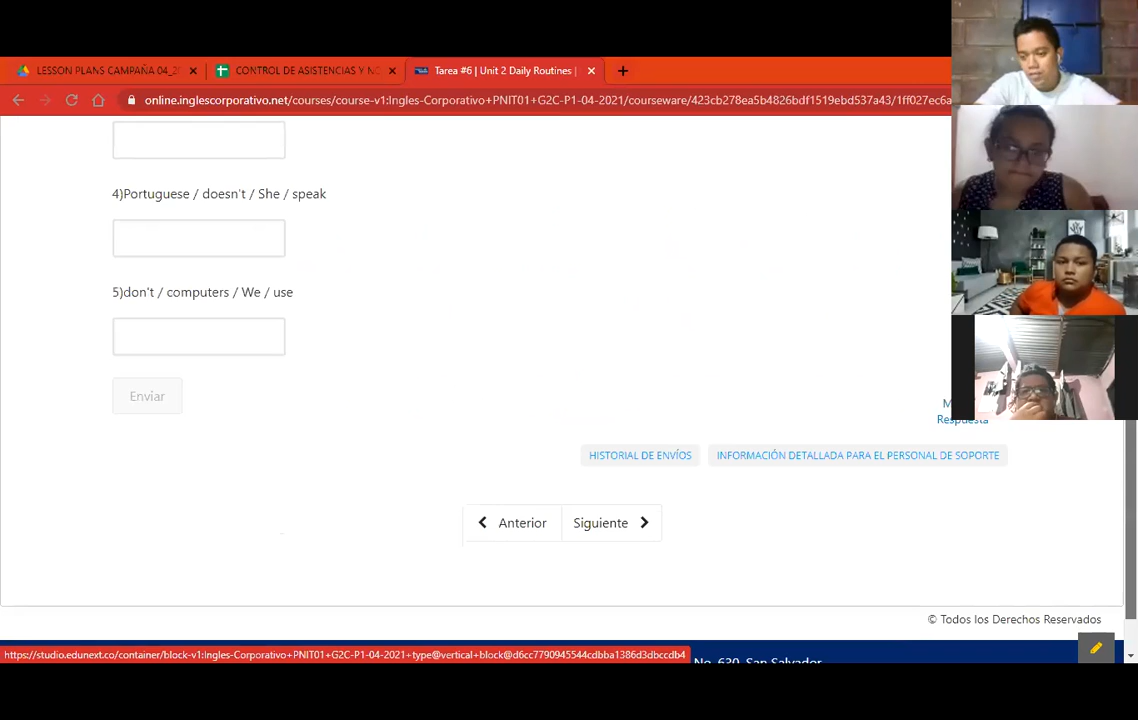 LESSON PLANS CAMPAÑA 04_2
CONTROL DE ASISTENCIAS Y NO
Tarea #6 | Unit 2 Daily Routines |
online.inglescorporativo.net/courses/course-v1:Ingles-Corporativo+PNIT01+G2C-P1-04-2021/courseware/423cb278ea5b4826bdf1519ebd537a43/1ff027ec6a
4)Portuguese / doesn't / She / speak
5)don't / computers / We / use
Enviar
M
Respuesta
HISTORIAL DE ENVÍOS
INFORMACIÓN DETALLADA PARA EL PERSONAL DE SOPORTE
Anterior
Siguiente
© Todos los Derechos Reservados
https://studio.edunext.co/container/block-v1:Ingles-Corporativo+PNIT01+G2C-P1-04-2021+type@vertical+block@d6cc7790945544cdbba1386d3dbccdb4
No. 630, San Salvador